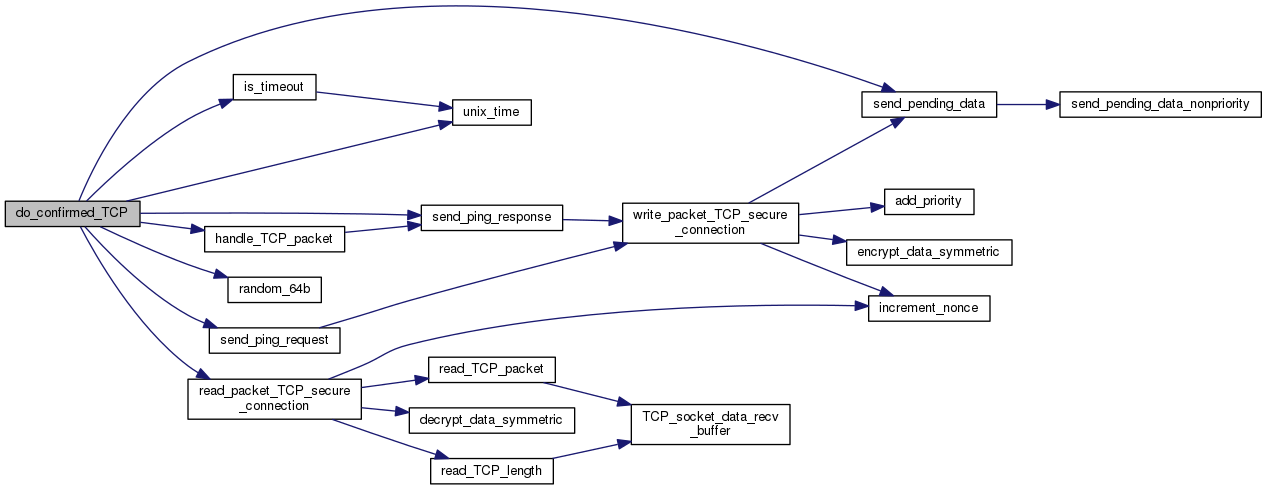 do_confirmed_TCP
is_timeout
unix_time
send_pending_data
send_pending_data_nonpriority
send_ping_response
handle_TCP_packet
write_packet_TCP_secure
_connection
add_priority
encrypt_data_symmetric
increment_nonce
random_64b
send_ping_request
read_packet_TCP_secure
_connection
read_TCP_packet
decrypt_data_symmetric
read_TCP_length
TCP_socket_data_recv
_buffer